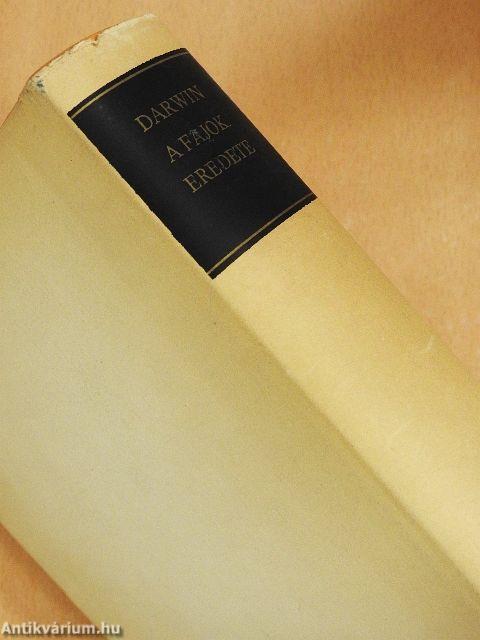 DARWIN
A FAJOK
EREDETE
Antikvárium.hu